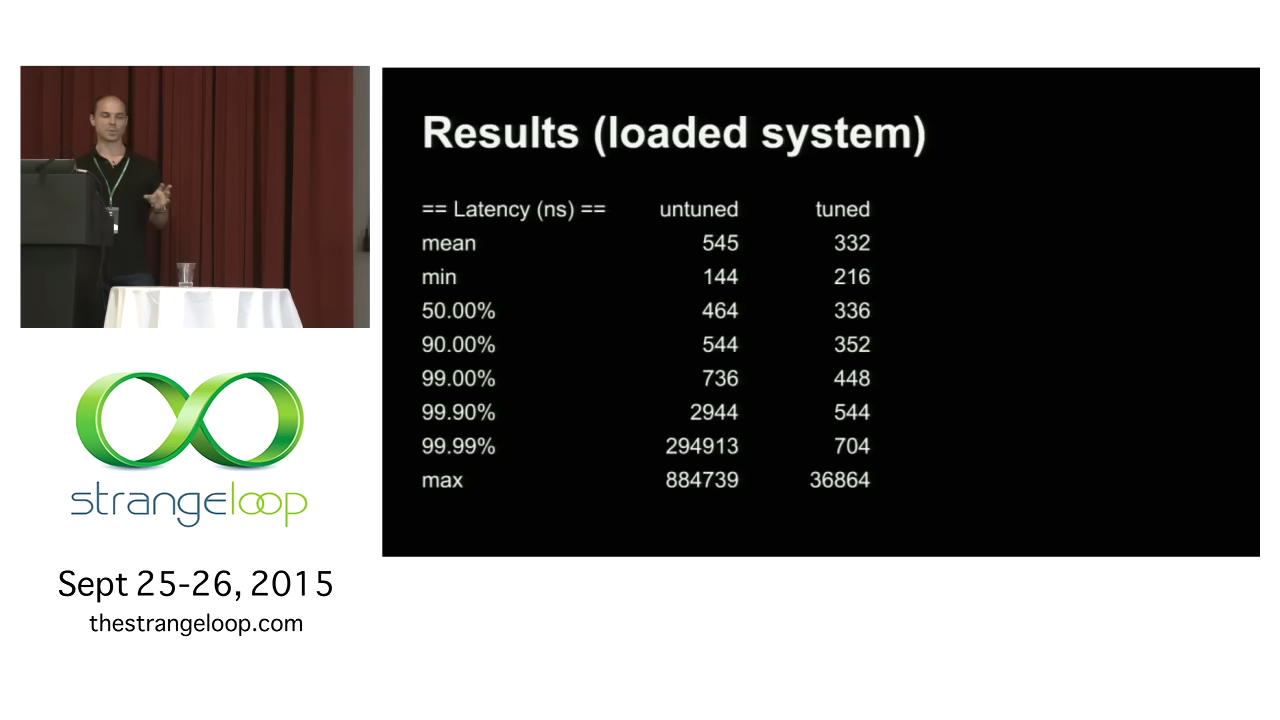 Results (loaded system)
== Latency (ns) == untuned tuned
mean 545 332
min 144 216
50.00% 464 336
90.00% 544 352
99.00% 736 448
99.90% 2944 544
99.99% 294913 704
max 884739 36864
strangeloop
Sept 25-26, 2015
thestrangeloop.com